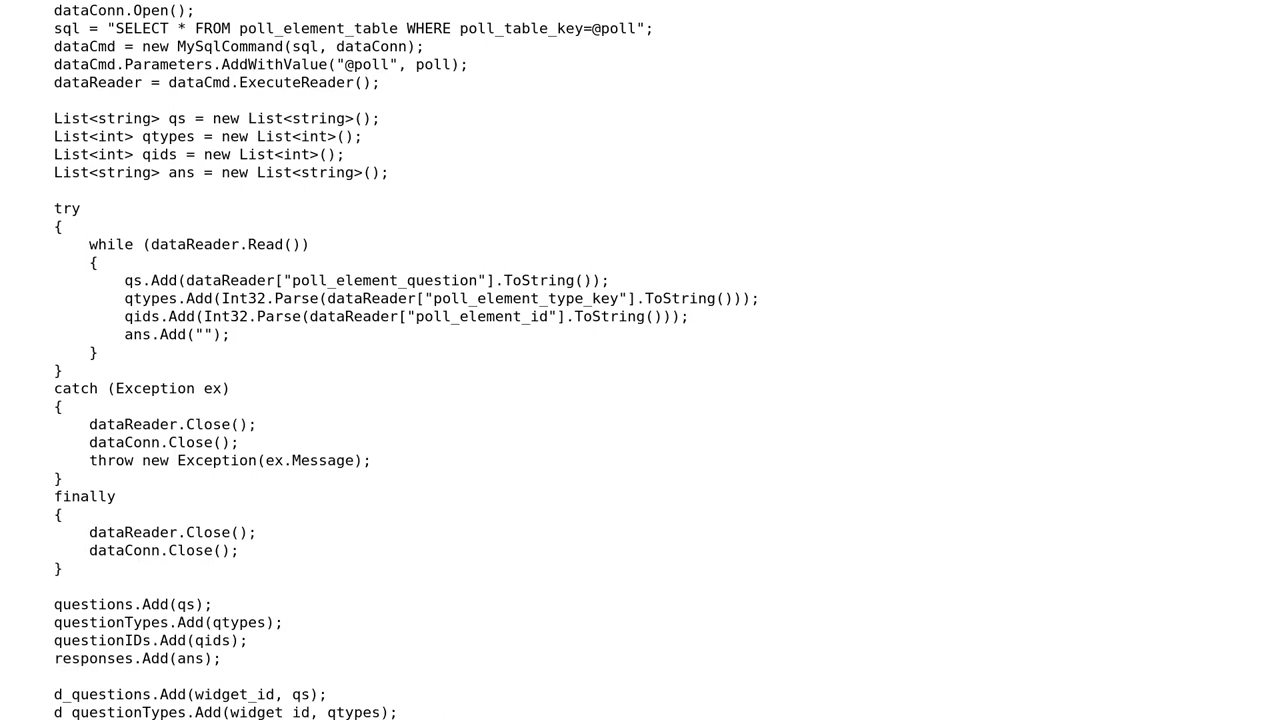 dataConn.Open();
sql = "SELECT * FROM poll_element_table WHERE poll_table_key=@poll";
dataCmd = new MySqlCommand(sql, dataConn);
dataCmd.Parameters.AddWithValue("@poll", poll);
dataReader = dataCmd.ExecuteReader();

List<string> qs = new List<string>();
List<int> qtypes = new List<int>();
List<int> qids = new List<int>();
List<string> ans = new List<string>();

try
{
    while (dataReader.Read())
    {
        qs.Add(dataReader["poll_element_question"].ToString());
        qtypes.Add(Int32.Parse(dataReader["poll_element_type_key"].ToString()));
        qids.Add(Int32.Parse(dataReader["poll_element_id"].ToString()));
        ans.Add("");
    }
}
catch (Exception ex)
{
    dataReader.Close();
    dataConn.Close();
    throw new Exception(ex.Message);
}
finally
{
    dataReader.Close();
    dataConn.Close();
}

questions.Add(qs);
questionTypes.Add(qtypes);
questionIDs.Add(qids);
responses.Add(ans);

d_questions.Add(widget_id, qs);
d_questionTypes.Add(widget_id, qtypes);